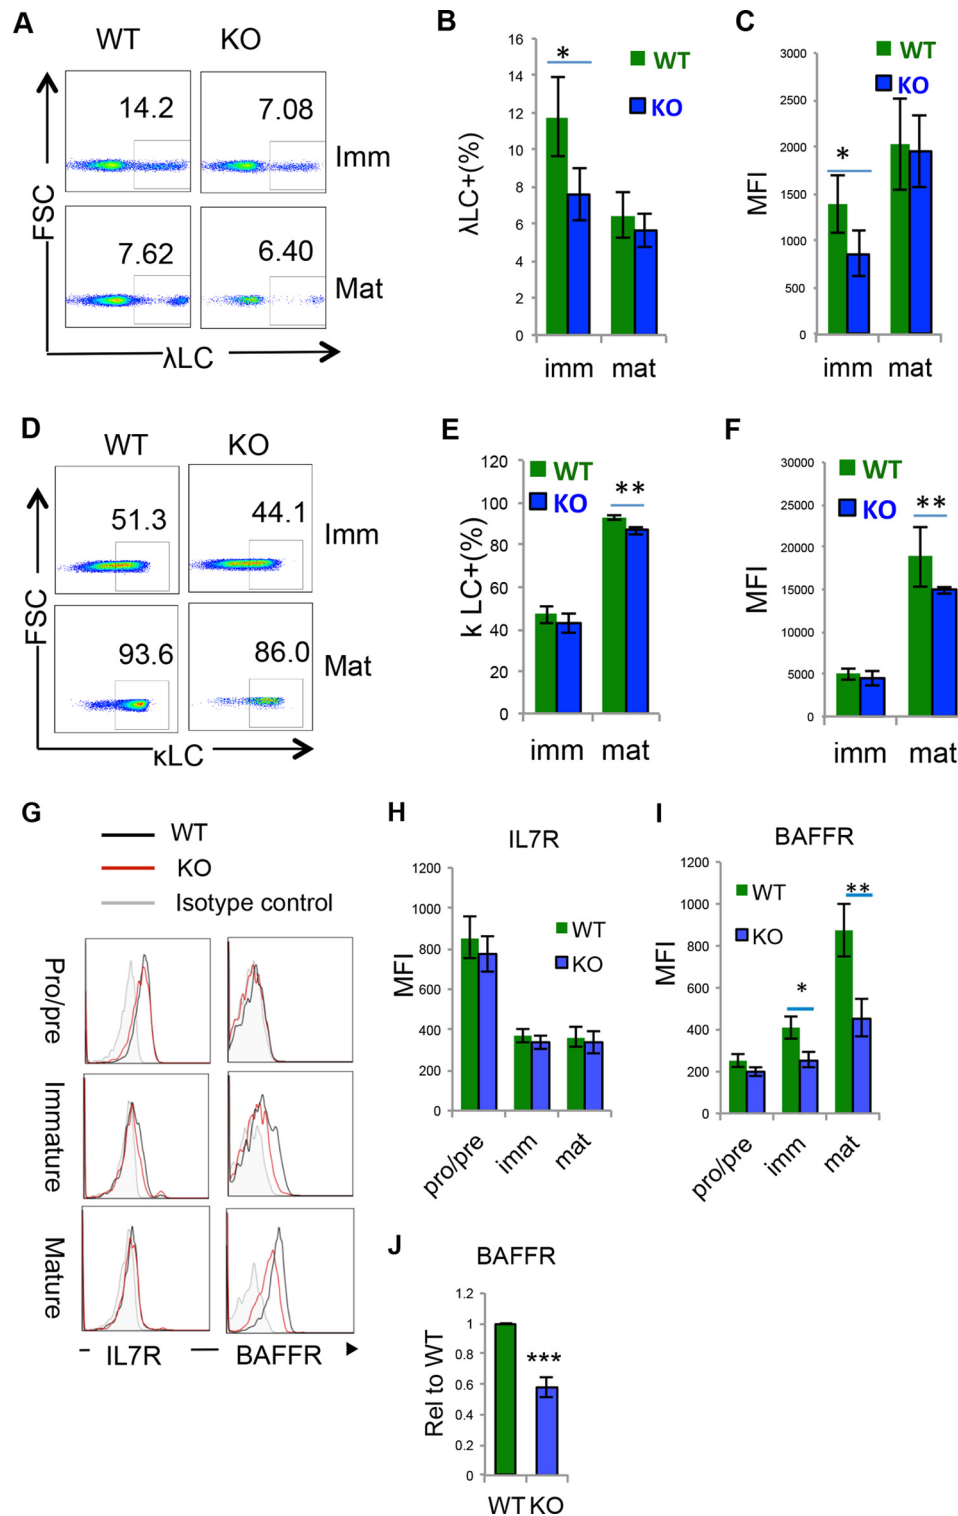 A
WT KO
14.2 7.08
Imm
7.62 6.40
Mat
FSC
λLC
B
16
14
12
10
8
6
4
2
0
λLC+(%)
*
WT
KO
imm mat
C
3000
2500
2000
1500
1000
500
0
MFI
*
WT
KO
imm mat
D
WT KO
51.3 44.1
Imm
93.6 86.0
Mat
FSC
κLC
E
120
100
80
60
40
20
0
k LC+(%)
WT
KO
**
imm mat
F
30000
25000
20000
15000
10000
5000
0
MFI
WT
KO
**
imm mat
G
WT
KO
Isotype control
Pro/pre
Immature
Mature
IL7R BAFFR
H
IL7R
1200
1000
800
600
400
200
0
MFI
WT
KO
pro/pre imm mat
I
BAFFR
1200
1000
800
600
400
200
0
MFI
WT
KO
*
**
pro/pre imm mat
J
BAFFR
1.2
1
0.8
0.6
0.4
0.2
0
Rel to WT
***
WT KO